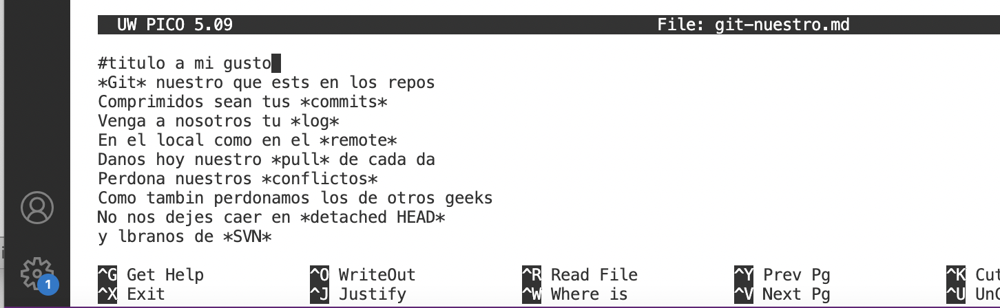 UW PICO 5.09 File: git-nuestro.md
#titulo a mi gusto
*Git* nuestro que ests en los repos
Comprimidos sean tus *commits*
Venga a nosotros tu *log*
En el local como en el *remote*
Danos hoy nuestro *pull* de cada da
Perdona nuestros *conflictos*
Como tambin perdonamos los de otros geeks
No nos dejes caer en *detached HEAD*
y lbranos de *SVN*
^G Get Help ^O WriteOut ^R Read File ^Y Prev Pg ^K Cut
^X Exit ^J Justify ^W Where is ^V Next Pg ^U UnC
1